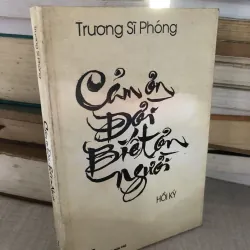 Trương Sĩ Phóng
Cảm ơn
Đời
Biết ơn
người
HỒI KÝ